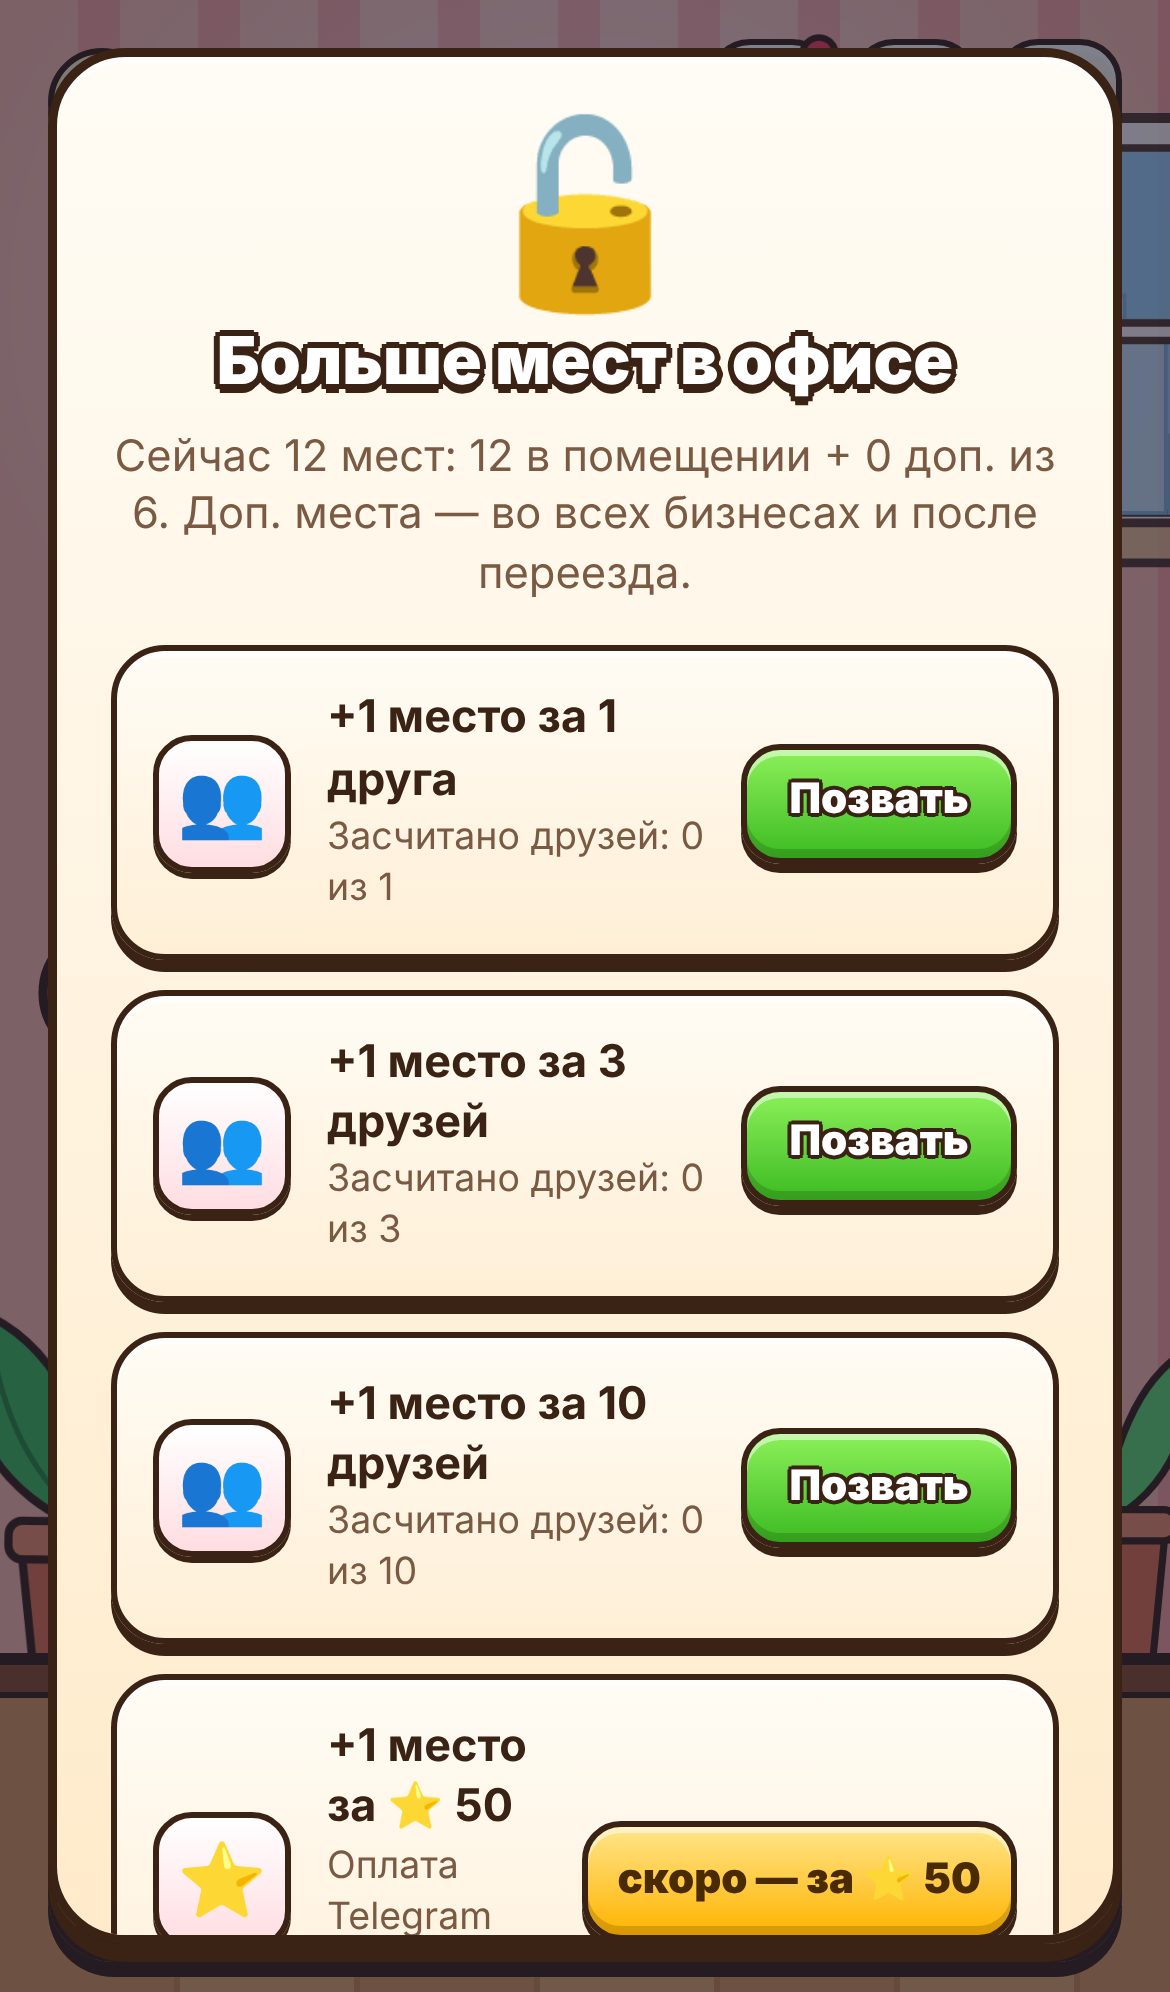 Больше мест в офисе
Сейчас 12 мест: 12 в помещении + 0 доп. из
6. Доп. места — во всех бизнесах и после
переезда.
+1 место за 1
друга
Засчитано друзей: 0
из 1
Позвать
+1 место за 3
друзей
Засчитано друзей: 0
из 3
Позвать
+1 место за 10
друзей
Засчитано друзей: 0
из 10
Позвать
+1 место
за ⭐ 50
Оплата
Telegram
скоро — за ⭐ 50